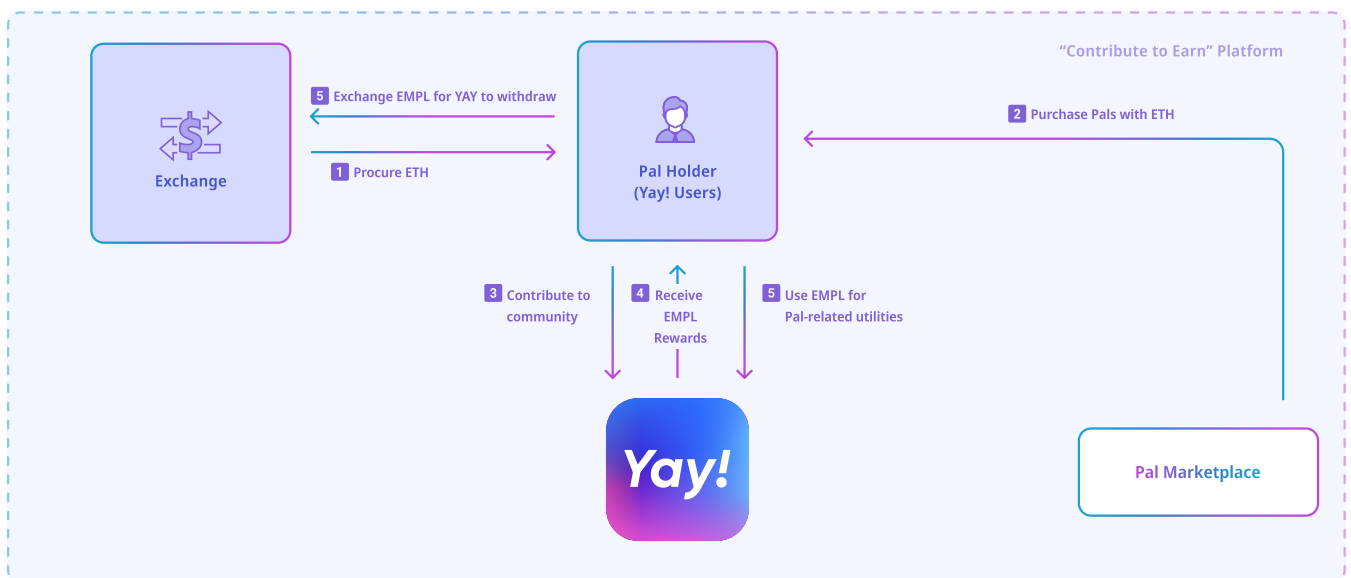 “Contribute to Earn” Platform
5 Exchange EMPL for YAY to withdraw
2 Purchase Pals with ETH
1 Procure ETH
Exchange
Pal Holder
(Yay! Users)
3 Contribute to
community
4 Receive
EMPL
Rewards
5 Use EMPL for
Pal-related utilities
Yay!
Pal Marketplace